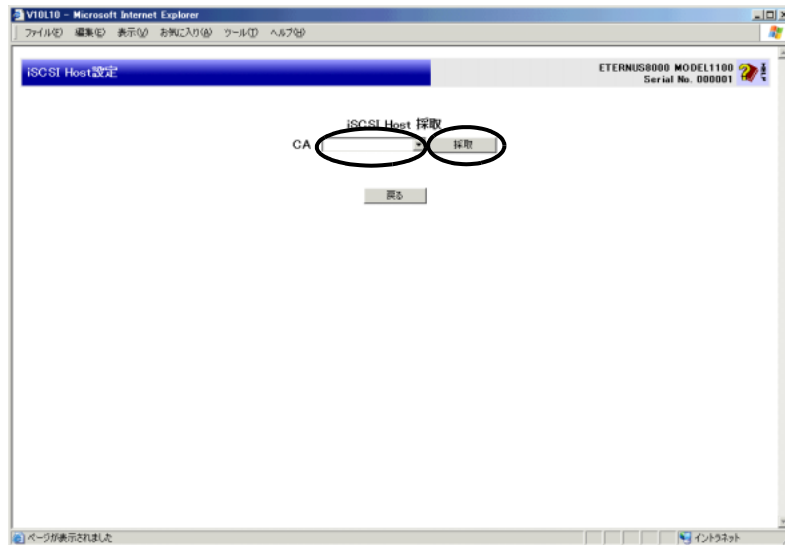 V10L10 - Microsoft Internet Explorer
ファイル(F) 編集(E) 表示(V) お気に入り(A) ツール(T) ヘルプ(H)
iSCSI Host設定
ETERNUS8000 MODEL1100
Serial No. 000001
iSCSI Host 採取
CA 採取
戻る
ページが表示されました
イントラネット